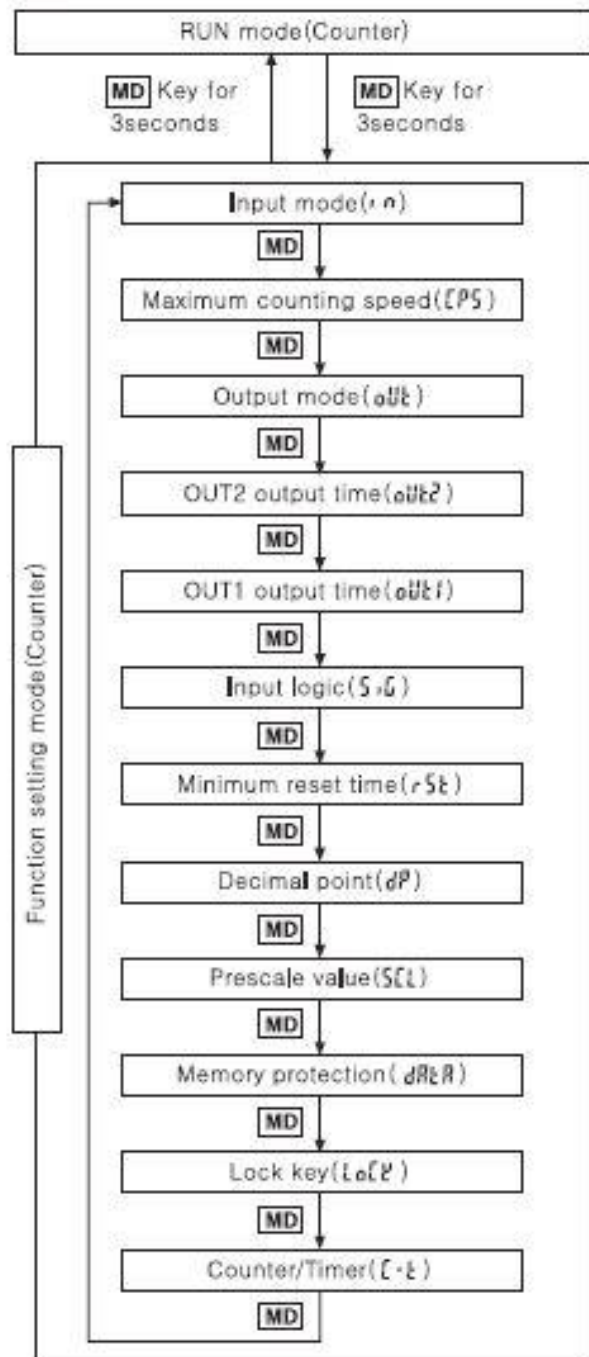 RUN mode(Counter)
MD Key for
3seconds
MD Key for
3seconds
Function setting mode(Counter)
Input mode(in)
MD
Maximum counting speed(CPS)
MD
Output mode(oUt)
MD
OUT2 output time(oUt2)
MD
OUT1 output time(oUt1)
MD
Input logic(SiG)
MD
Minimum reset time(rSt)
MD
Decimal point(dP)
MD
Prescale value(SCL)
MD
Memory protection(dAtA)
MD
Lock key(LoCK)
MD
Counter/Timer(C-t)
MD